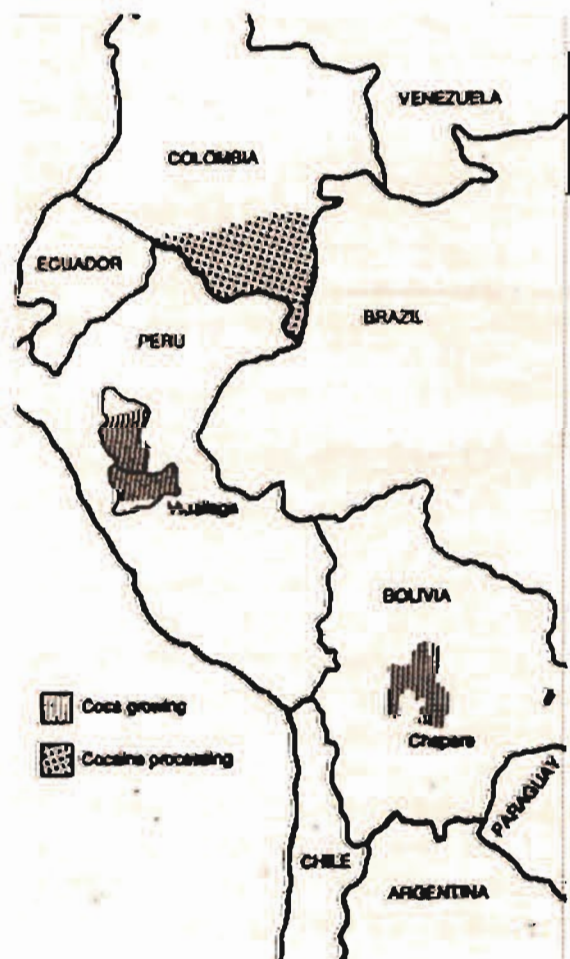 VENEZUELA
COLOMBIA
ECUADOR
BRAZIL
PERU
BOLIVIA
Coca growing
Chapare
Cocaine processing
PARAGUAY
CHILE
ARGENTINA